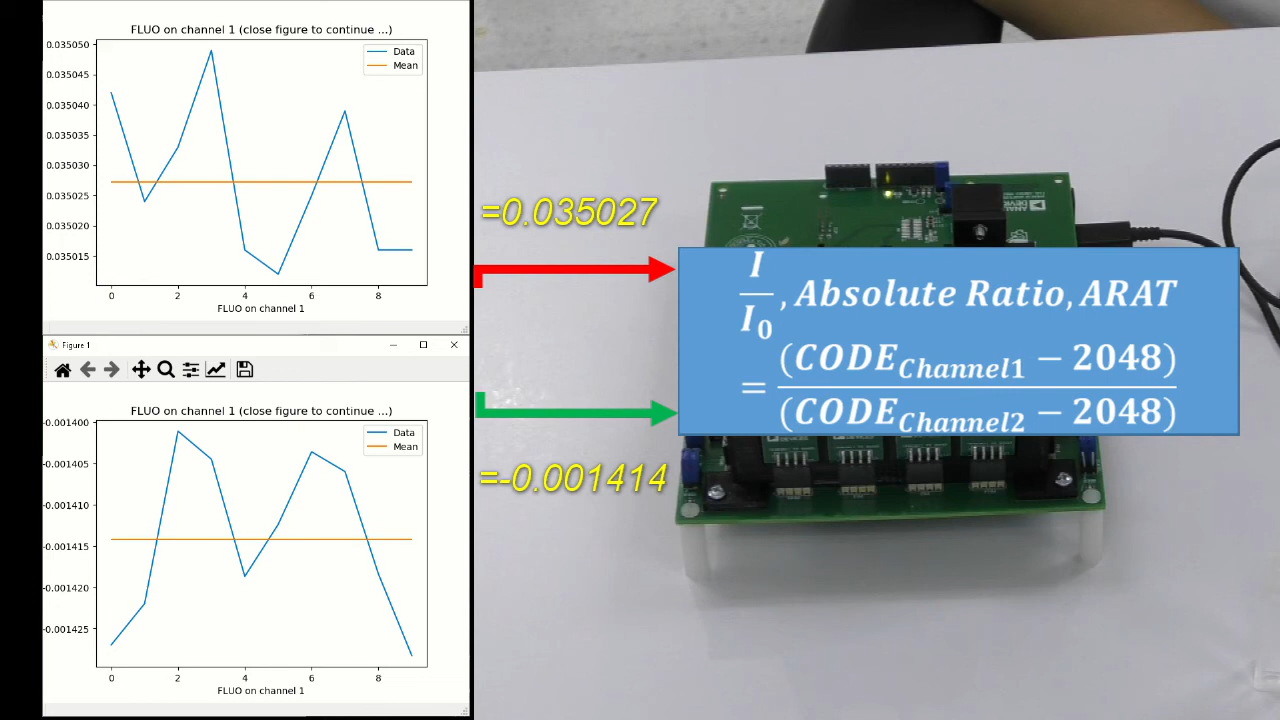 FLUO on channel 1 (close figure to continue ...)
Data
Mean
0.035050
0.035045
0.035040
0.035035
0.035030
0.035025
0.035020
0.035015
0 2 4 6 8
FLUO on channel 1
=0.035027
I/I₀, Absolute Ratio, ARAT
= (CODE_Channel1 − 2048)
(CODE_Channel2 − 2048)
=-0.001414
Figure 1
FLUO on channel 1 (close figure to continue ...)
Data
Mean
-0.001400
-0.001405
-0.001410
-0.001415
-0.001420
-0.001425
0 2 4 6 8
FLUO on channel 1